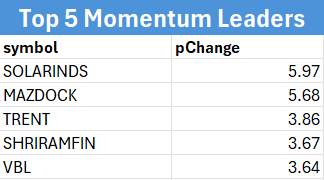 Top 5 Momentum Leaders
symbol pChange
SOLARINDS 5.97
MAZDOCK 5.68
TRENT 3.86
SHRIRAMFIN 3.67
VBL 3.64